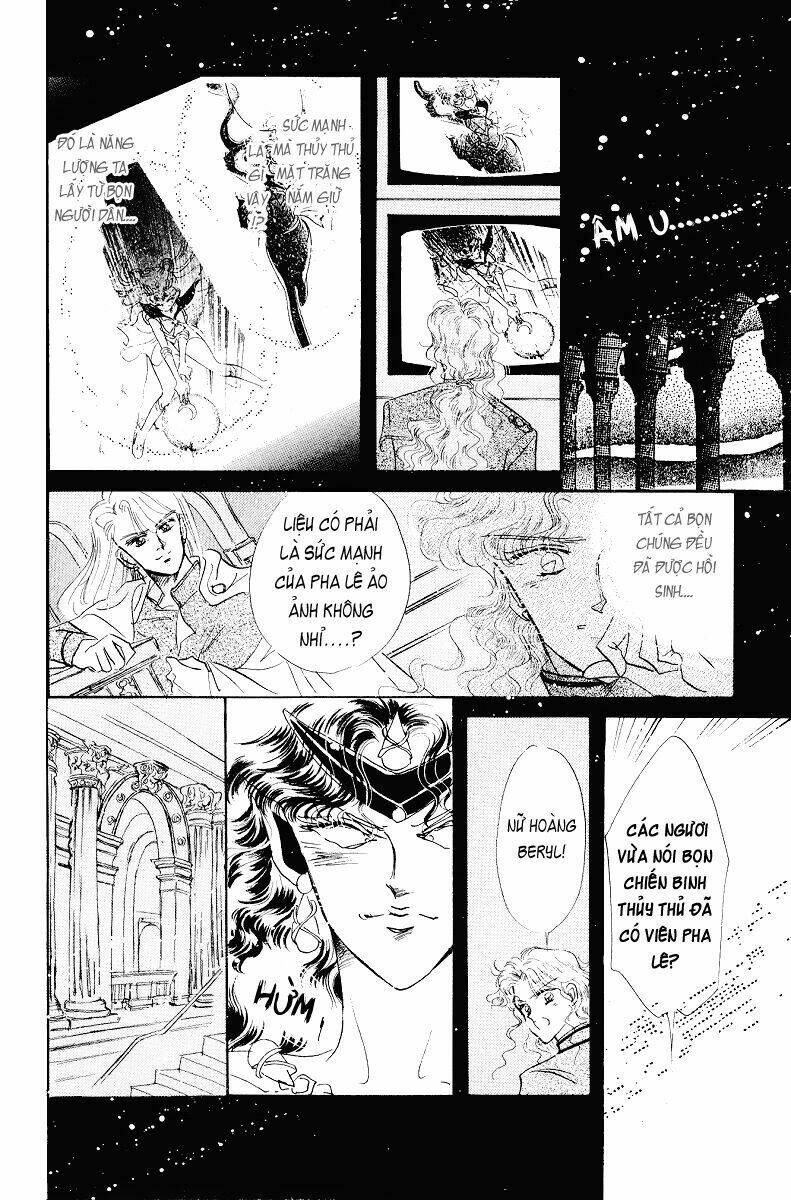 ÂM U.........
SỨC MẠNH
LÀ MÀ THỦY THỦ
GÌ MẶT TRĂNG
VẬY NẮM GIỮ
!?
ĐÓ LÀ NĂNG
LƯỢNG TA
LẤY TỪ BỌN
NGƯỜI DÂN....
TẤT CẢ BỌN
CHÚNG ĐỀU
ĐÃ ĐƯỢC HỒI
SINH....
LIỆU CÓ PHẢI
LÀ SỨC MẠNH
CỦA PHA LÊ ẢO
ẢNH KHÔNG
NHỈ....?
CÁC NGƯƠI
VỪA NÓI BỌN
CHIẾN BINH
THỦY THỦ ĐÃ
CÓ VIÊN PHA
LÊ?
NỮ HOÀNG
BERYL!
HỪM!